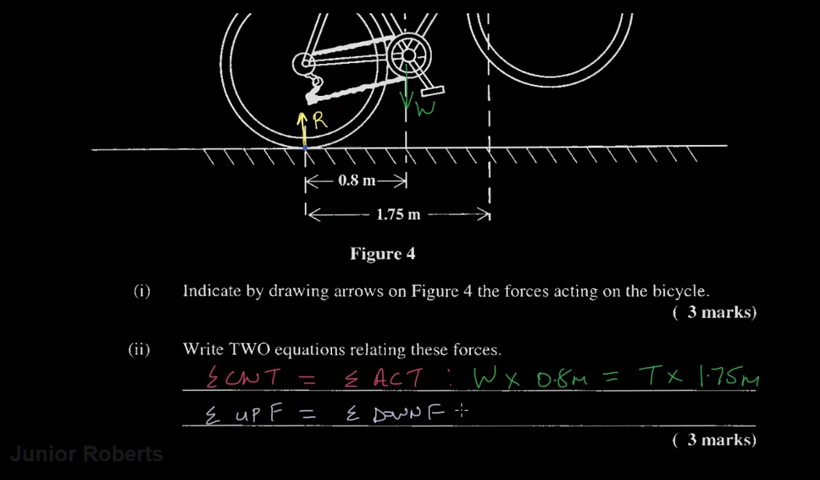 R
W
0.8 m
1.75 m
Figure 4
(i) Indicate by drawing arrows on Figure 4 the forces acting on the bicycle.
( 3 marks)
(ii) Write TWO equations relating these forces.
Σ CWT = Σ ACT : W x 0.8m = T x 1.75m
Σ UP F = Σ DOWN F
( 3 marks)
Junior Roberts